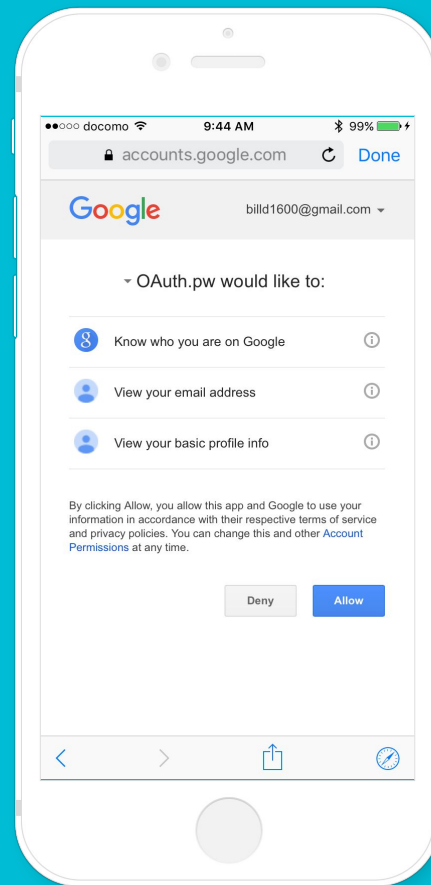 docomo 9:44 AM 99%
accounts.google.com Done
Google billd1600@gmail.com
OAuth.pw would like to:
8 Know who you are on Google
View your email address
View your basic profile info
By clicking Allow, you allow this app and Google to use your
information in accordance with their respective terms of service
and privacy policies. You can change this and other Account
Permissions at any time.
Deny Allow